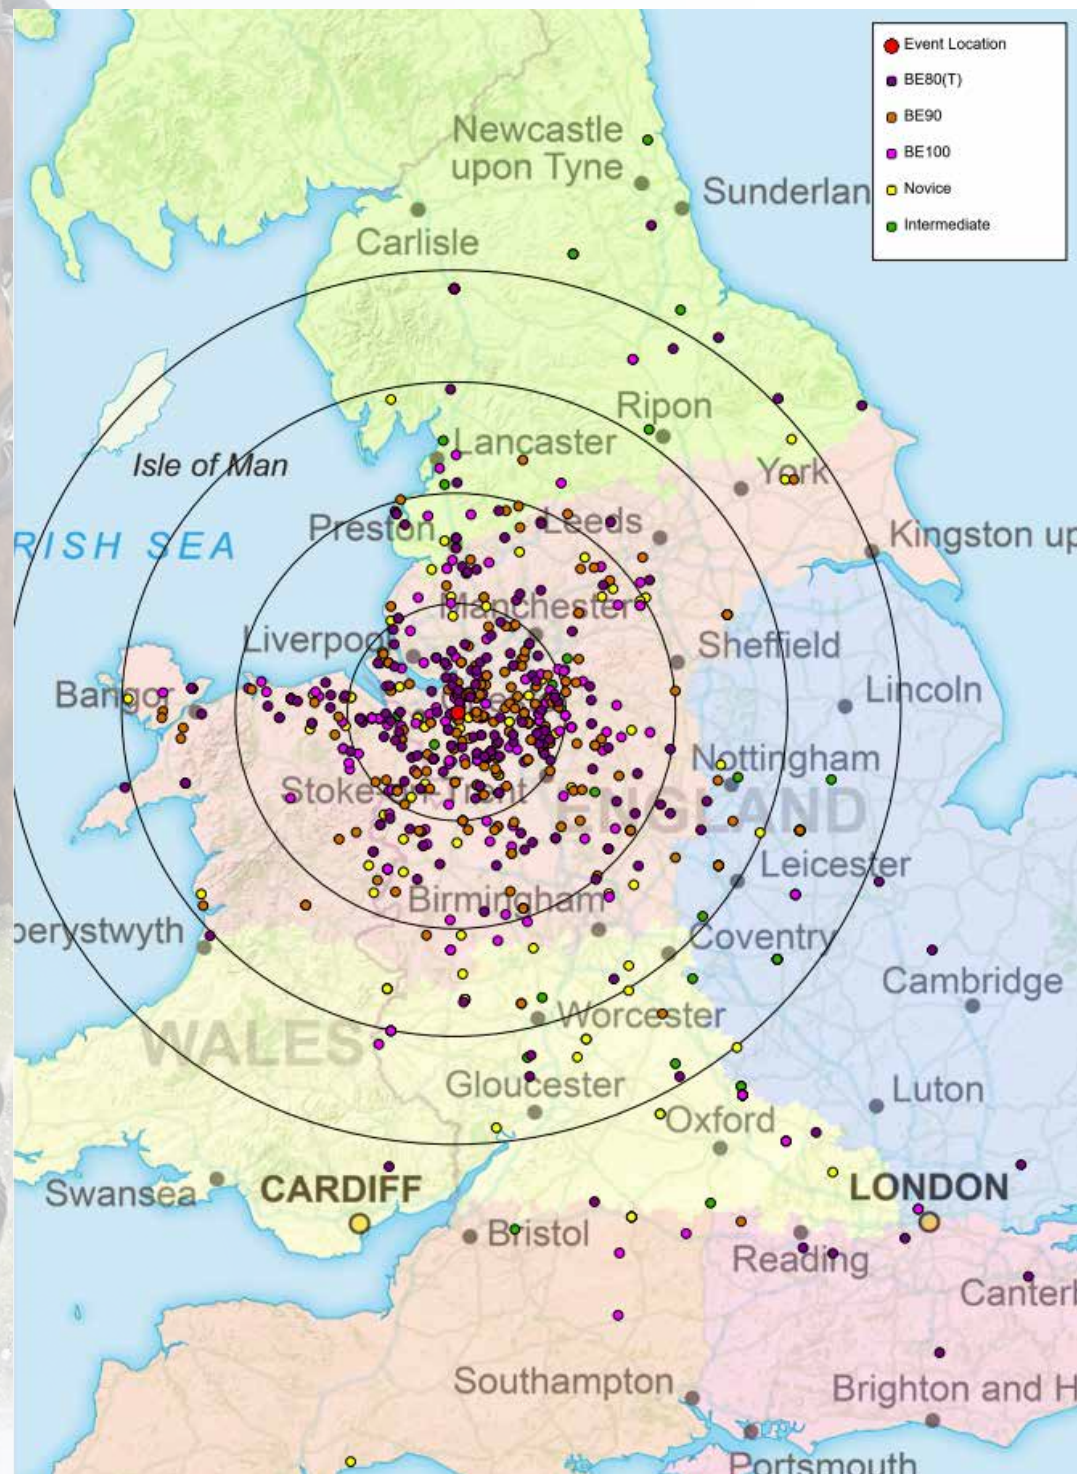 Event Location
BE80(T)
BE90
BE100
Novice
Intermediate
Newcastle
upon Tyne
Sunderlan
Carlisle
Ripon
Lancaster
Isle of Man
York
RISH SEA
Preston
Leeds
Kingston up
Manchester
Liverpool
Sheffield
Bangor
Lincoln
Nottingham
Stoke-on-Trent
ENGLAND
Leicester
Birmingham
berystwyth
Coventry
Cambridge
Worcester
WALES
Gloucester
Luton
Oxford
Swansea
CARDIFF
LONDON
Bristol
Reading
Canterl
Southampton
Brighton and H
Portsmouth